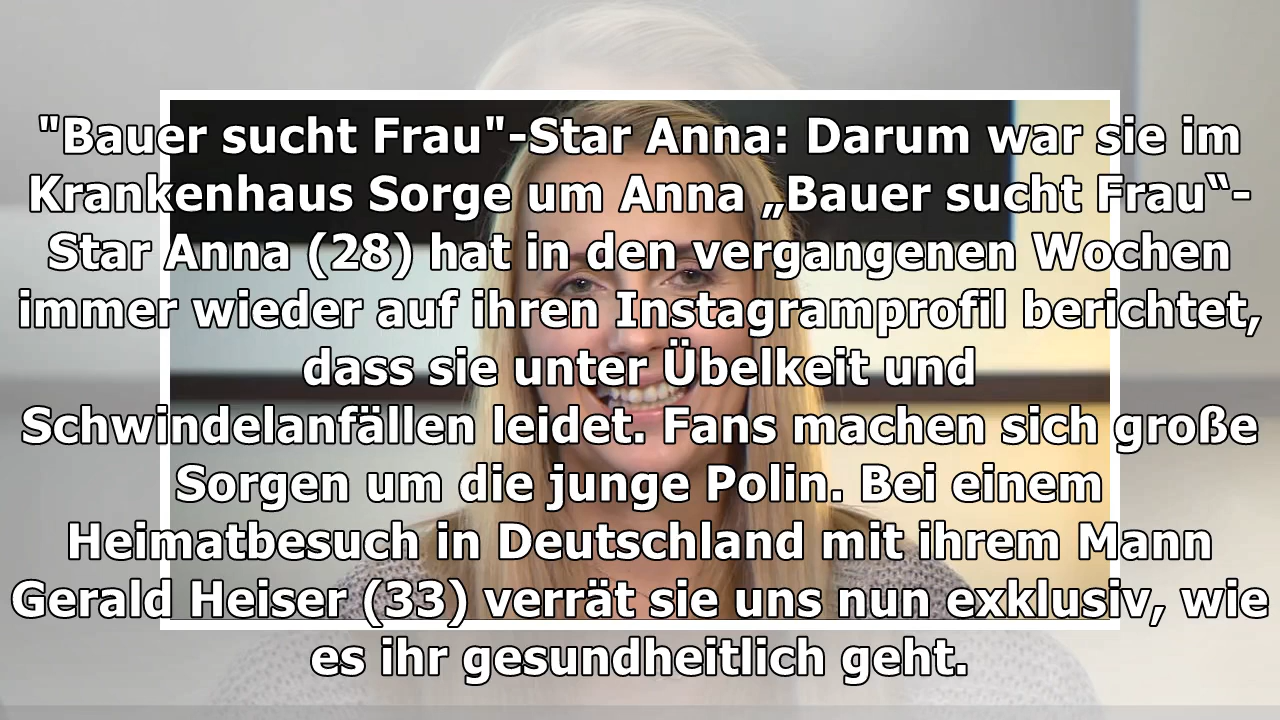 "Bauer sucht Frau"-Star Anna: Darum war sie im
Krankenhaus Sorge um Anna „Bauer sucht Frau“-
Star Anna (28) hat in den vergangenen Wochen
immer wieder auf ihren Instagramprofil berichtet,
dass sie unter Übelkeit und
Schwindelanfällen leidet. Fans machen sich große
Sorgen um die junge Polin. Bei einem
Heimatbesuch in Deutschland mit ihrem Mann
Gerald Heiser (33) verrät sie uns nun exklusiv, wie
es ihr gesundheitlich geht.